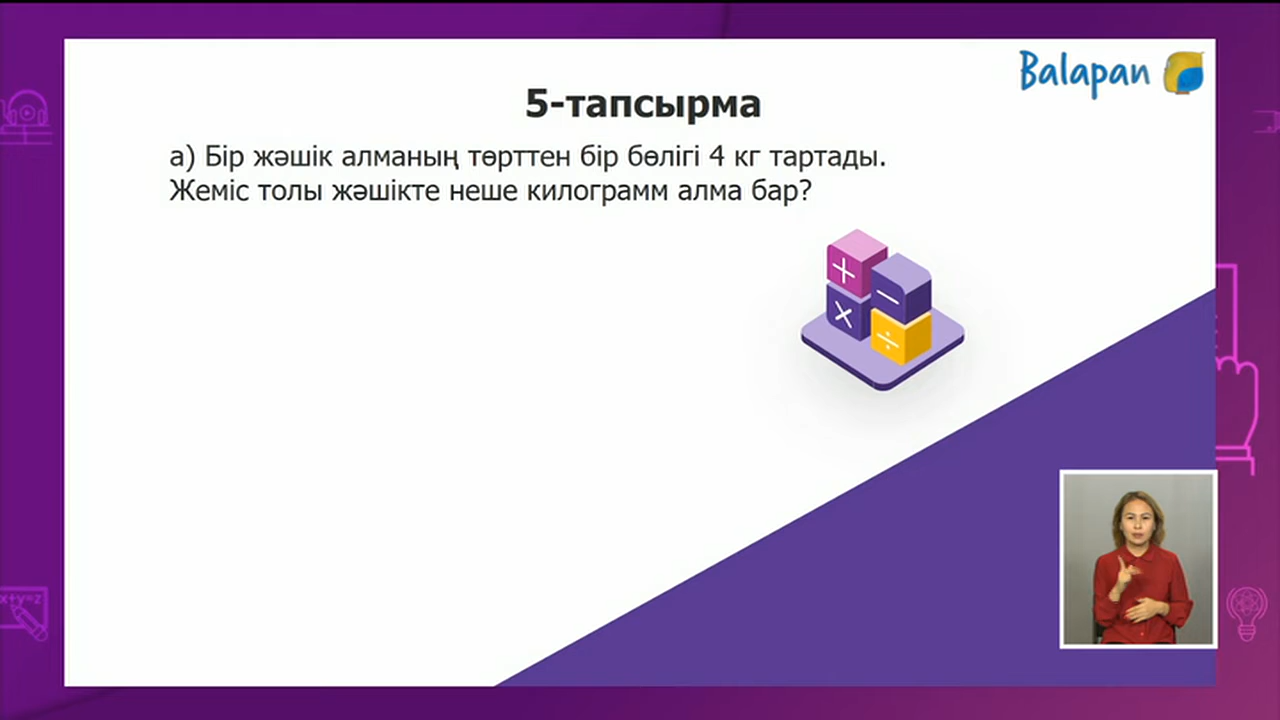 Balapan
5-тапсырма
а) Бір жәшік алманың төрттен бір бөлігі 4 кг тартады.
Жеміс толы жәшікте неше килограмм алма бар?
x+y=z